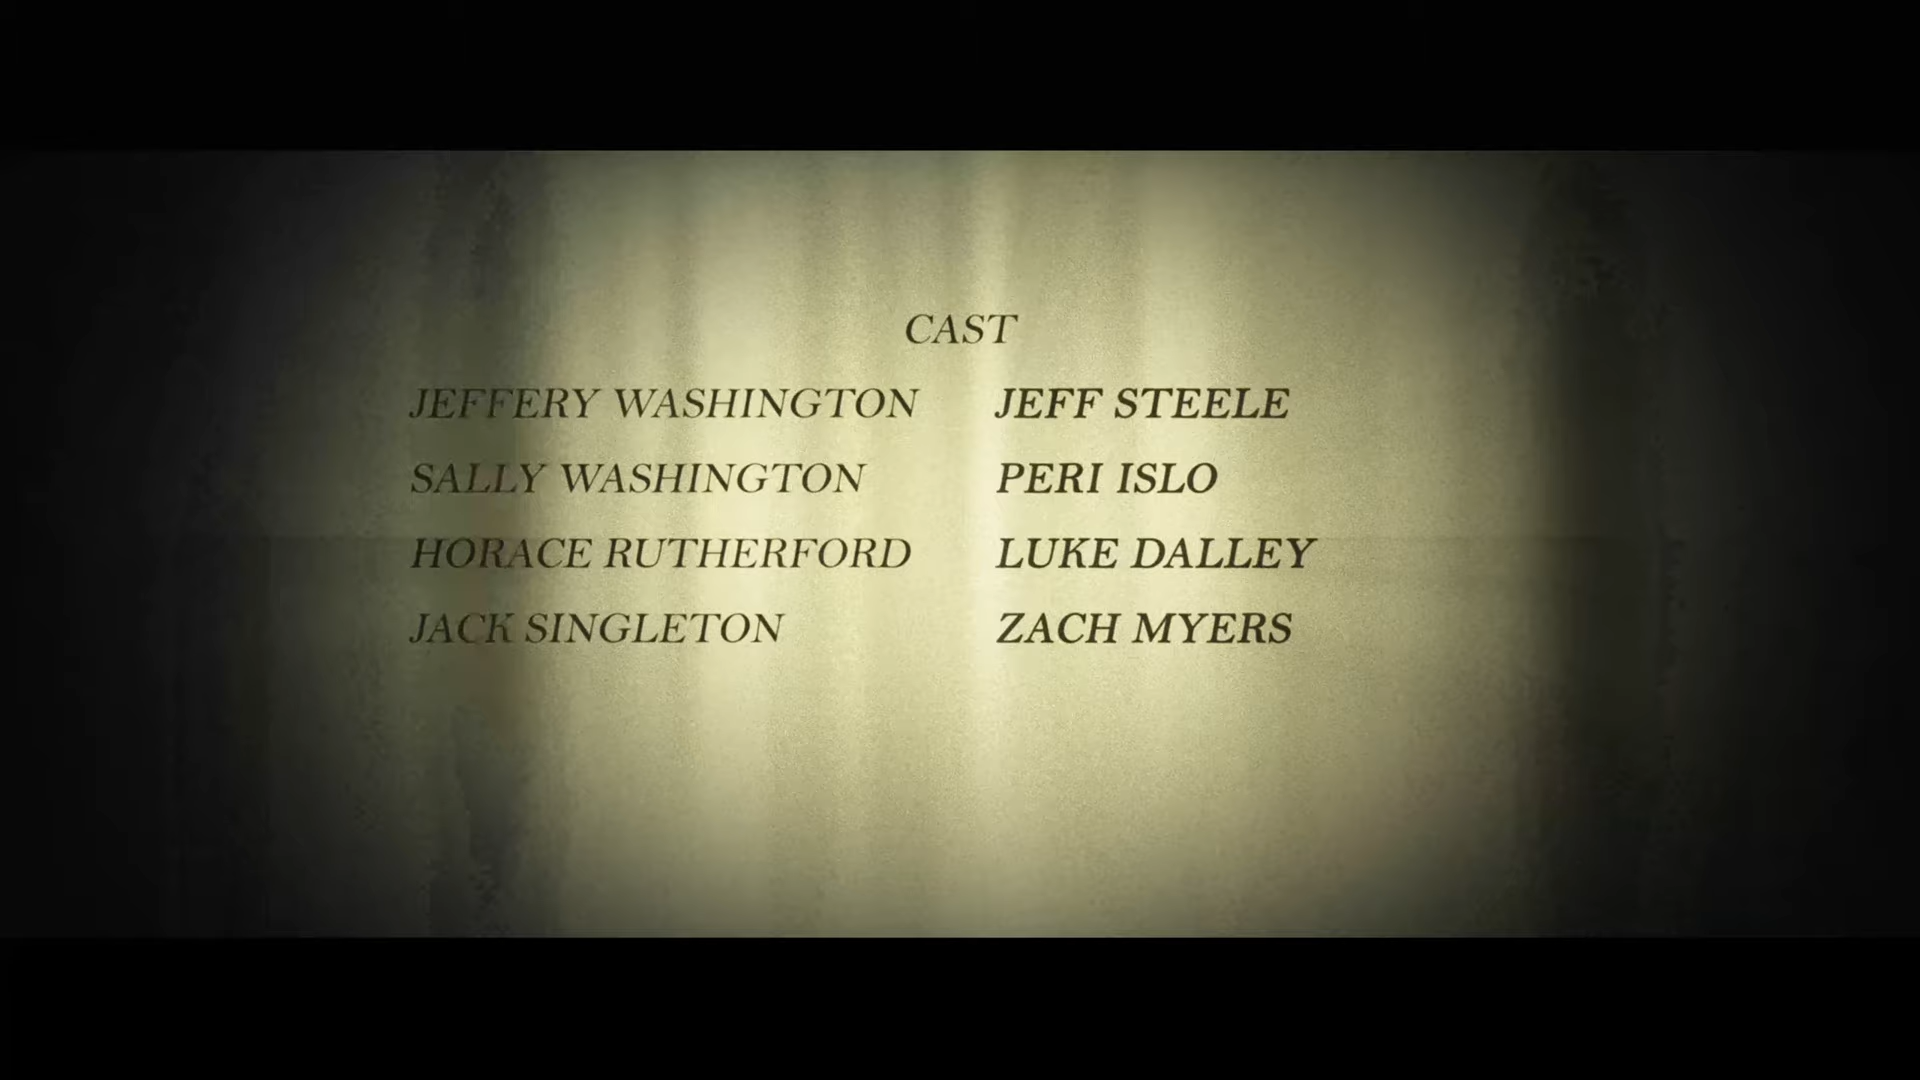 CAST
JEFFERY WASHINGTON JEFF STEELE
SALLY WASHINGTON PERI ISLO
HORACE RUTHERFORD LUKE DALLEY
JACK SINGLETON ZACH MYERS